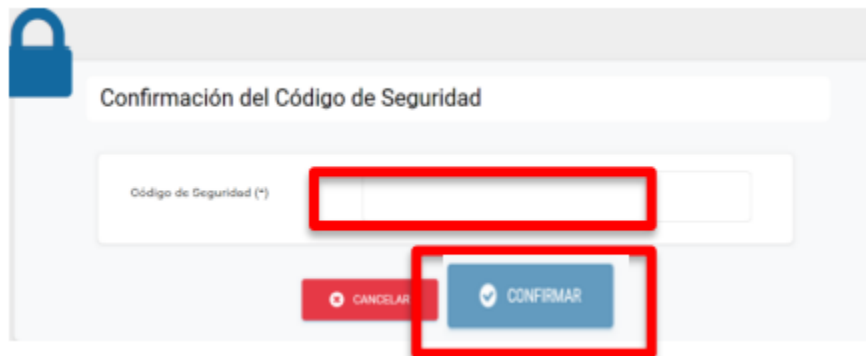 Confirmación del Código de Seguridad
Código de Seguridad (*)
CANCELAR
CONFIRMAR